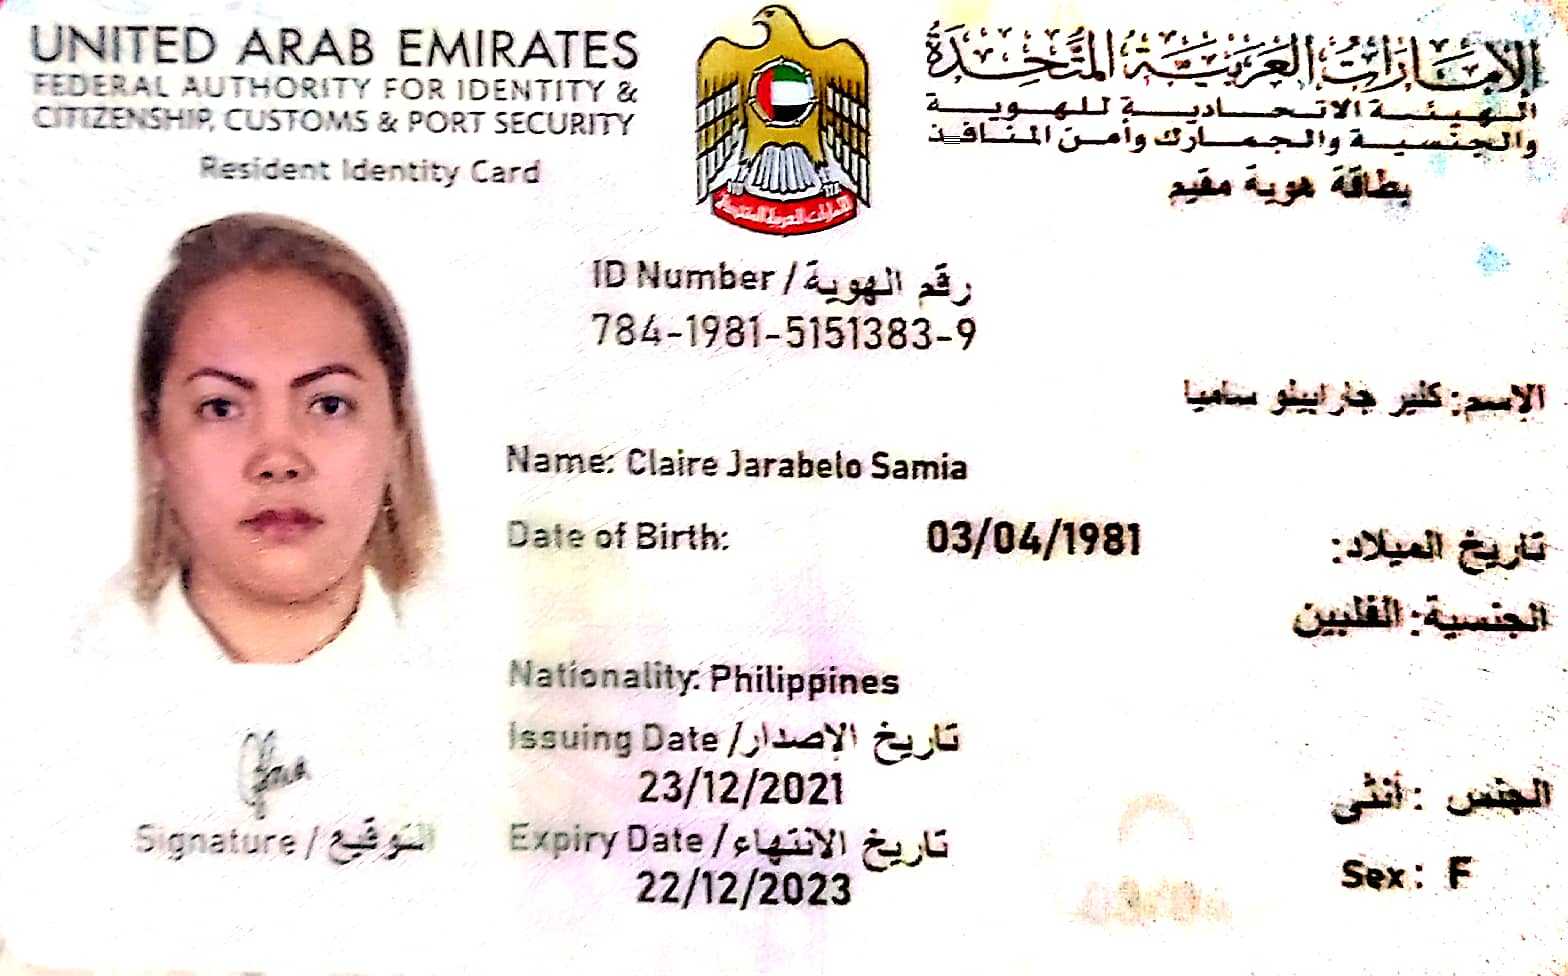 UNITED ARAB EMIRATES
FEDERAL AUTHORITY FOR IDENTITY &
CITIZENSHIP, CUSTOMS & PORT SECURITY
Resident Identity Card
الإمارات العربية المتحدة
الهيئة الاتحادية للهوية
والجنسية والجمارك وأمن المنافذ
بطاقة هوية مقيم
ID Number / رقم الهوية
784-1981-5151383-9
الإسم: كلير جارابيلو ساميا
Name: Claire Jarabelo Samia
Date of Birth: 03/04/1981 تاريخ الميلاد:
الجنسية: الفلبين
Nationality: Philippines
Issuing Date / تاريخ الإصدار
23/12/2021
الجنس : أنثى
Signature / التوقيع
Expiry Date / تاريخ الانتهاء
22/12/2023
Sex : F